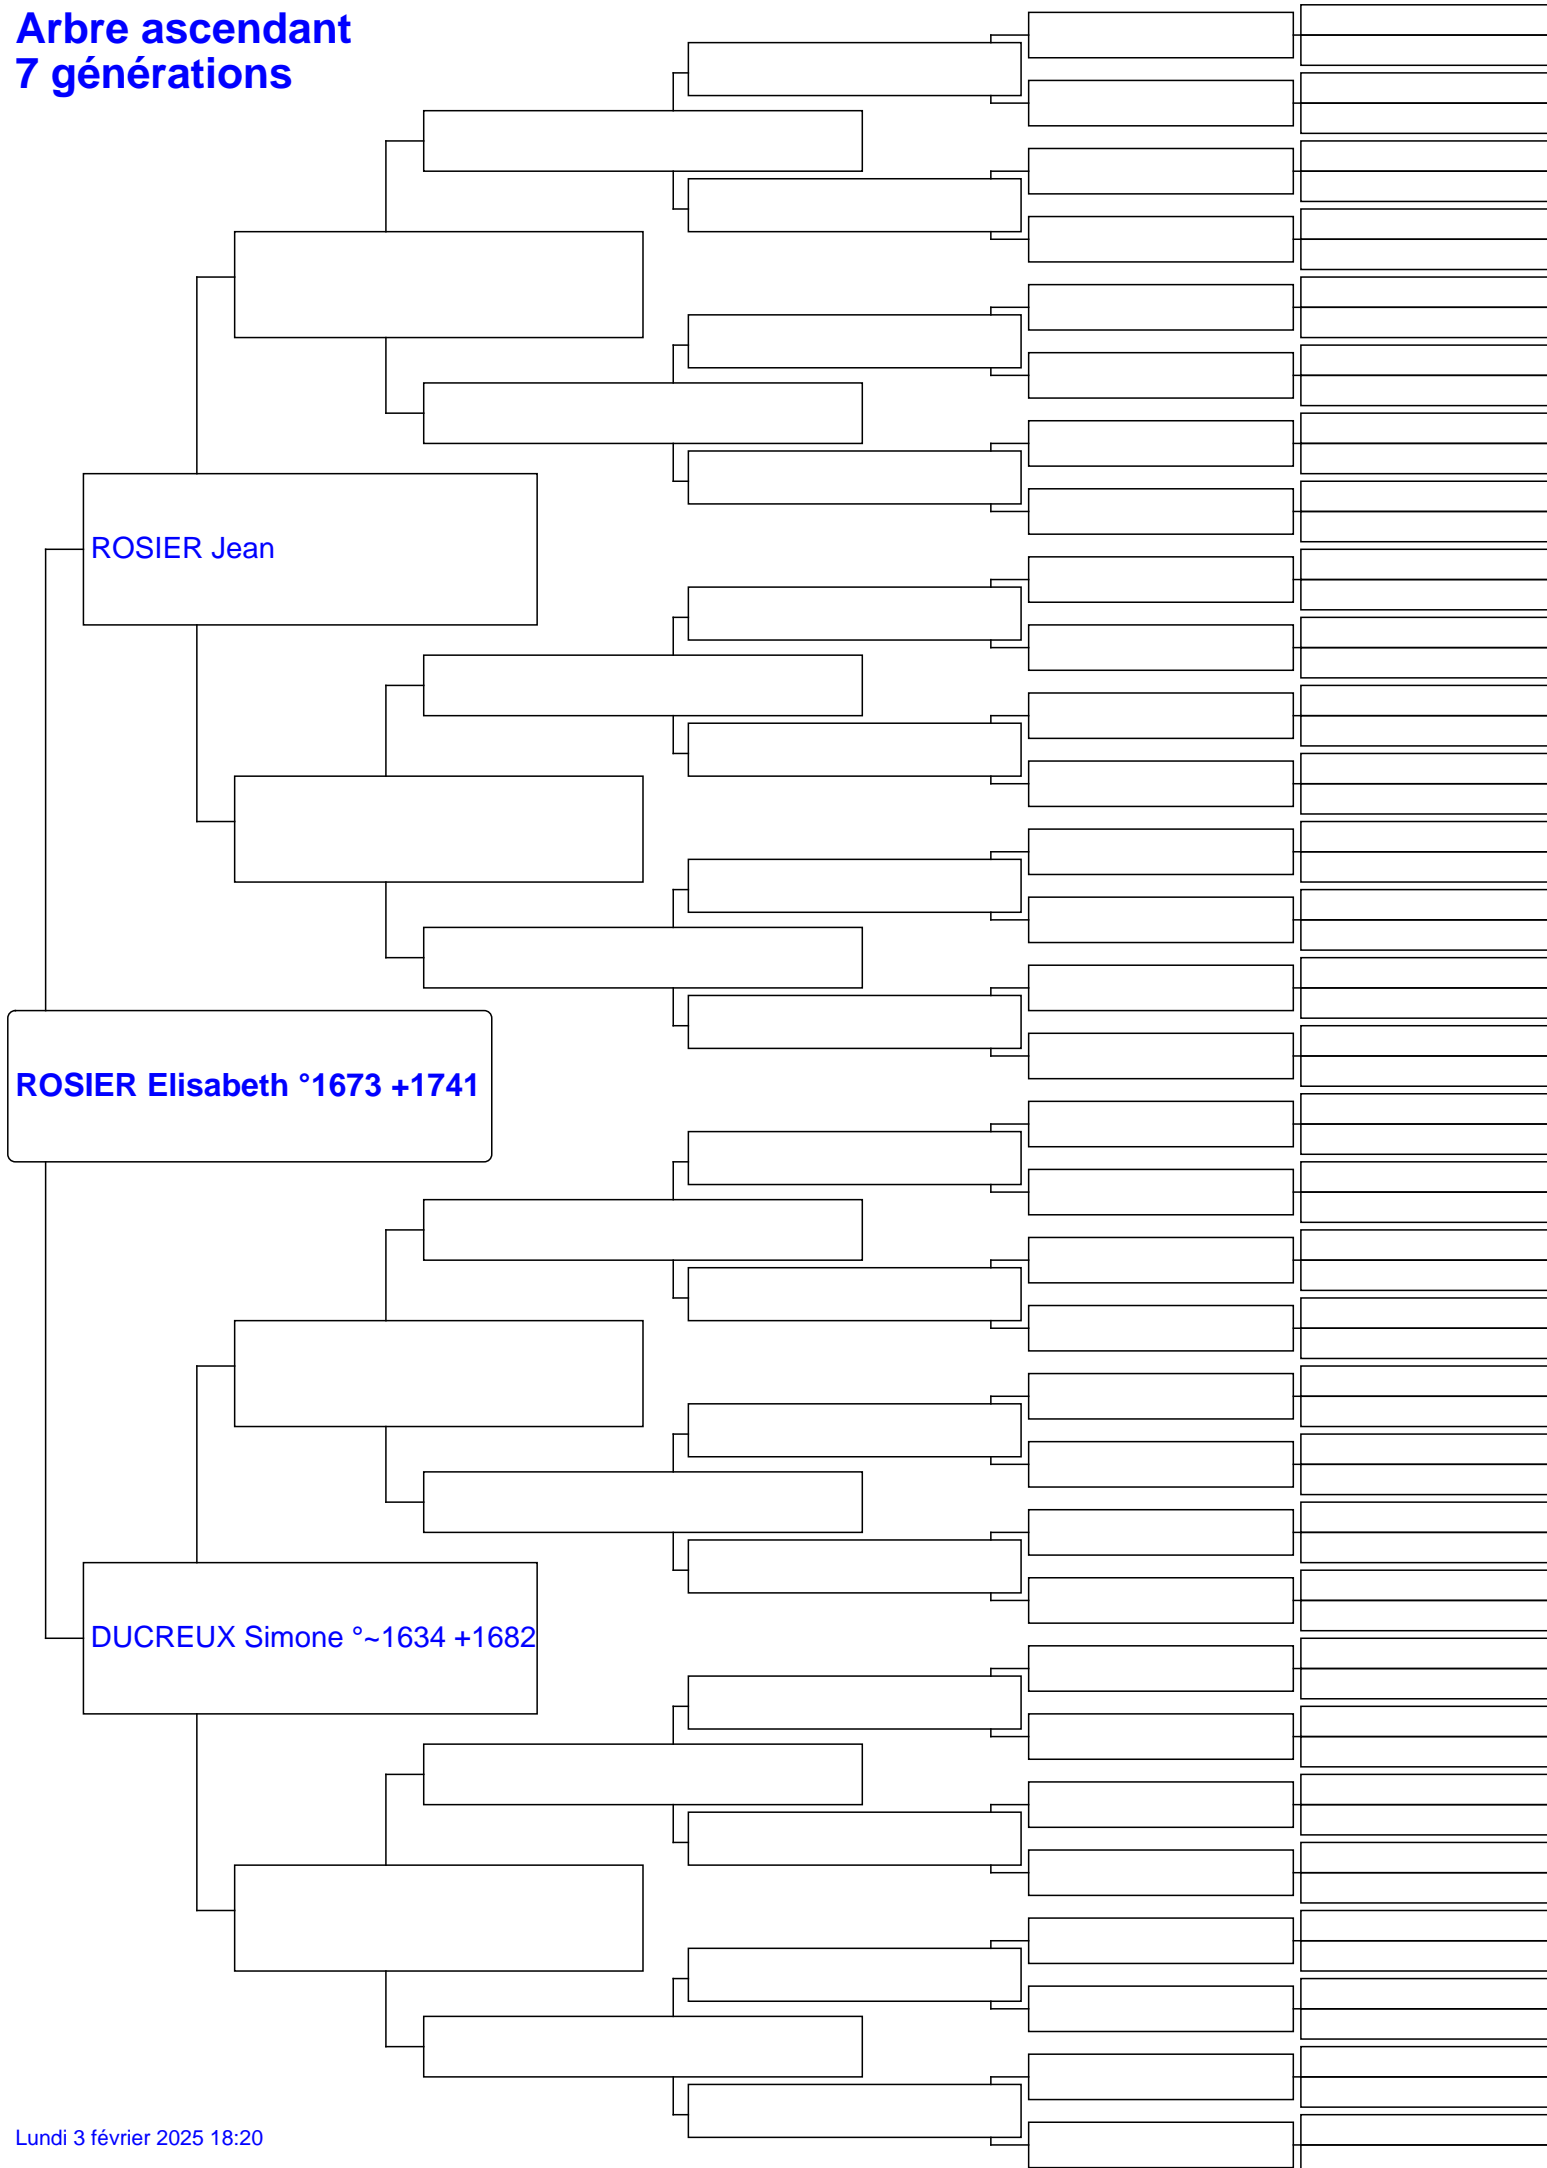 Arbre ascendant
7 générations
ROSIER Jean
ROSIER Elisabeth °1673 +1741
DUCREUX Simone °~1634 +1682
Lundi 3 février 2025 18:20